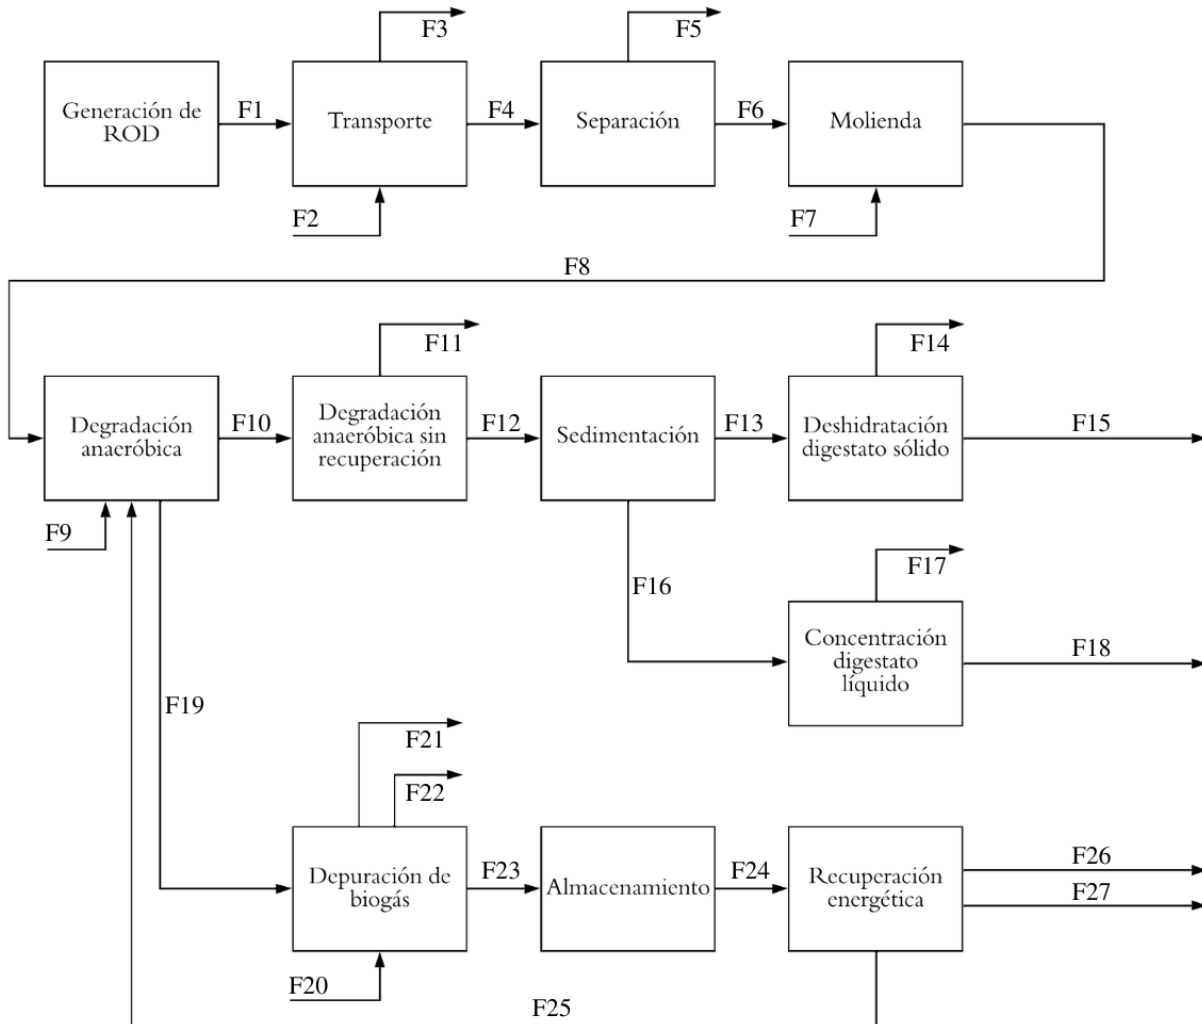 F3
F5
Generación de
ROD
F1
Transporte
F4
Separación
F6
Molienda
F2
F7
F8
F11
F14
Degradación
anaeróbica
F10
Degradación
anaeróbica sin
recuperación
F12
Sedimentación
F13
Deshidratación
digestato sólido
F15
F9
F17
F16
Concentración
digestato
líquido
F18
F19
F21
F22
Depuración de
biogás
F23
Almacenamiento
F24
Recuperación
energética
F26
F27
F20
F25